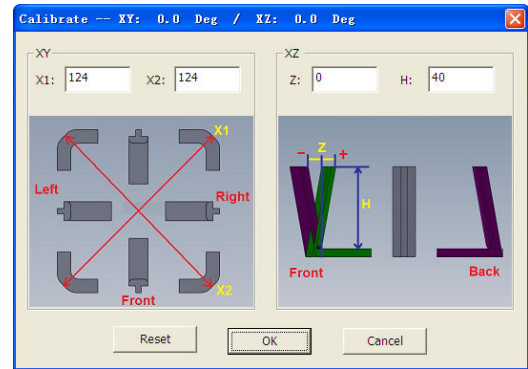 Calibrate -- XY: 0.0 Deg / XZ: 0.0 Deg
XY
X1: 124 X2: 124
X1
Left
Right
Front
X2
XZ
Z: 0 H: 40
- Z +
H
Front
Back
Reset OK Cancel